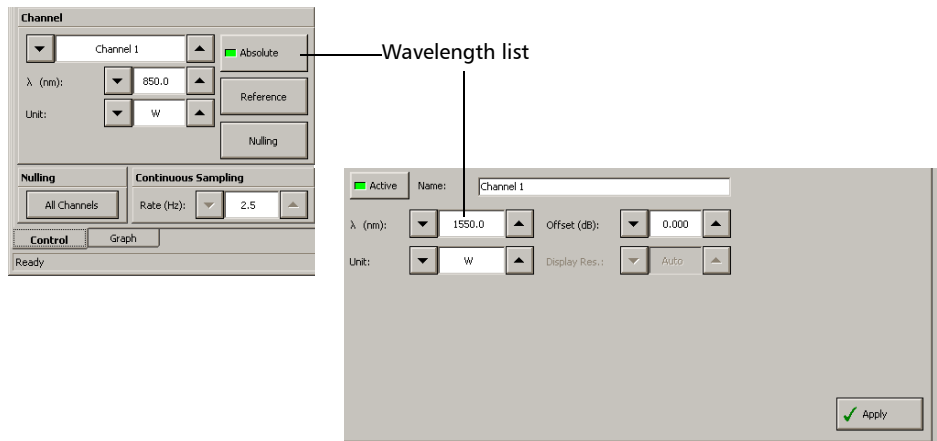 Channel
Channel 1
Absolute
λ (nm):
850.0
Reference
Unit:
W
Nulling
Nulling
All Channels
Continuous Sampling
Rate (Hz):
2.5
Control
Graph
Ready
Wavelength list
Active
Name:
Channel 1
λ (nm):
1550.0
Offset (dB):
0.000
Unit:
W
Display Res.:
Auto
Apply